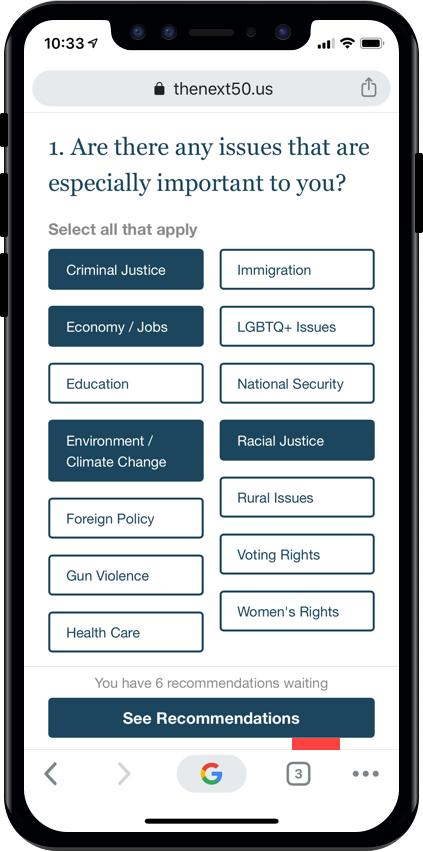 10:33
thenext50.us
1. Are there any issues that are
especially important to you?
Select all that apply
Criminal Justice
Economy / Jobs
Education
Environment /
Climate Change
Foreign Policy
Gun Violence
Health Care
Immigration
LGBTQ+ Issues
National Security
Racial Justice
Rural Issues
Voting Rights
Women's Rights
You have 6 recommendations waiting
See Recommendations
G
3